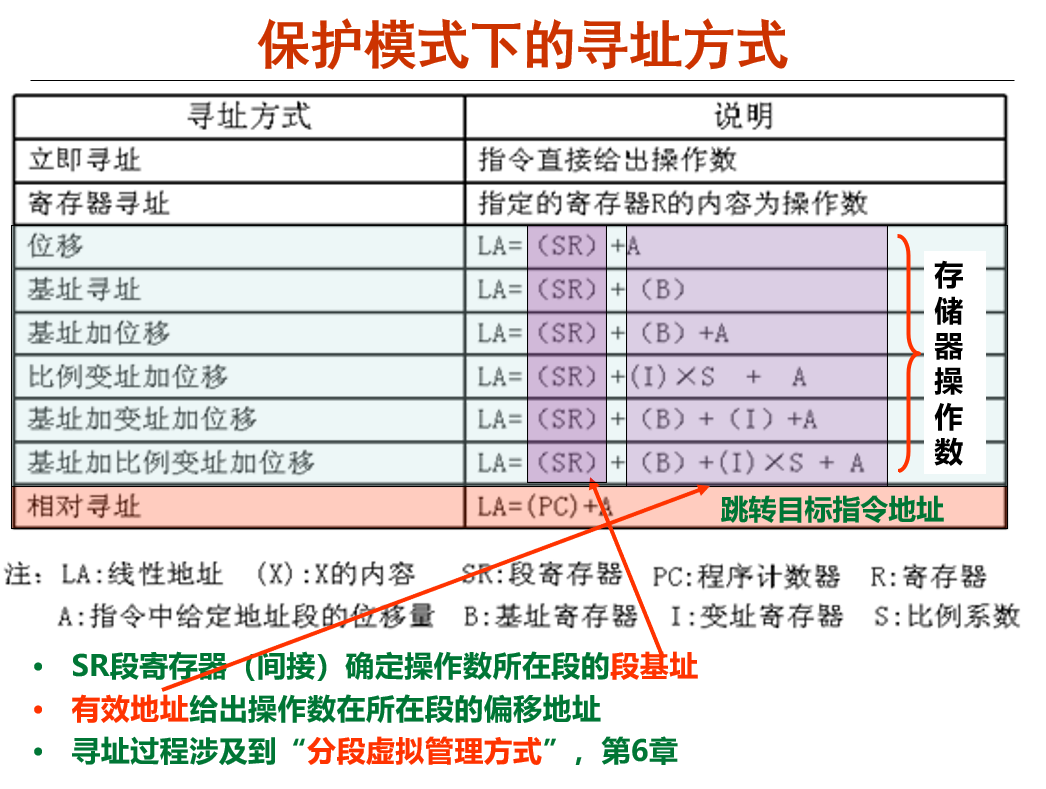 保护模式下的寻址方式
寻址方式 说明
立即寻址 指令直接给出操作数
寄存器寻址 指定的寄存器R的内容为操作数
位移 LA=（SR）+A
基址寻址 LA=（SR）+（B）
基址加位移 LA=（SR）+（B）+A
比例变址加位移 LA=（SR）+(I)×S + A
基址加变址加位移 LA=（SR）+（B）+（I）+A
基址加比例变址加位移 LA=（SR）+（B）+(I)×S + A
相对寻址 LA=(PC)+A
存储器操作数
跳转目标指令地址
注：LA:线性地址 (X):X的内容 SR:段寄存器 PC:程序计数器 R:寄存器
A:指令中给定地址段的位移量 B:基址寄存器 I:变址寄存器 S:比例系数
• SR段寄存器（间接）确定操作数所在段的段基址
• 有效地址给出操作数在所在段的偏移地址
• 寻址过程涉及到“分段虚拟管理方式”，第6章